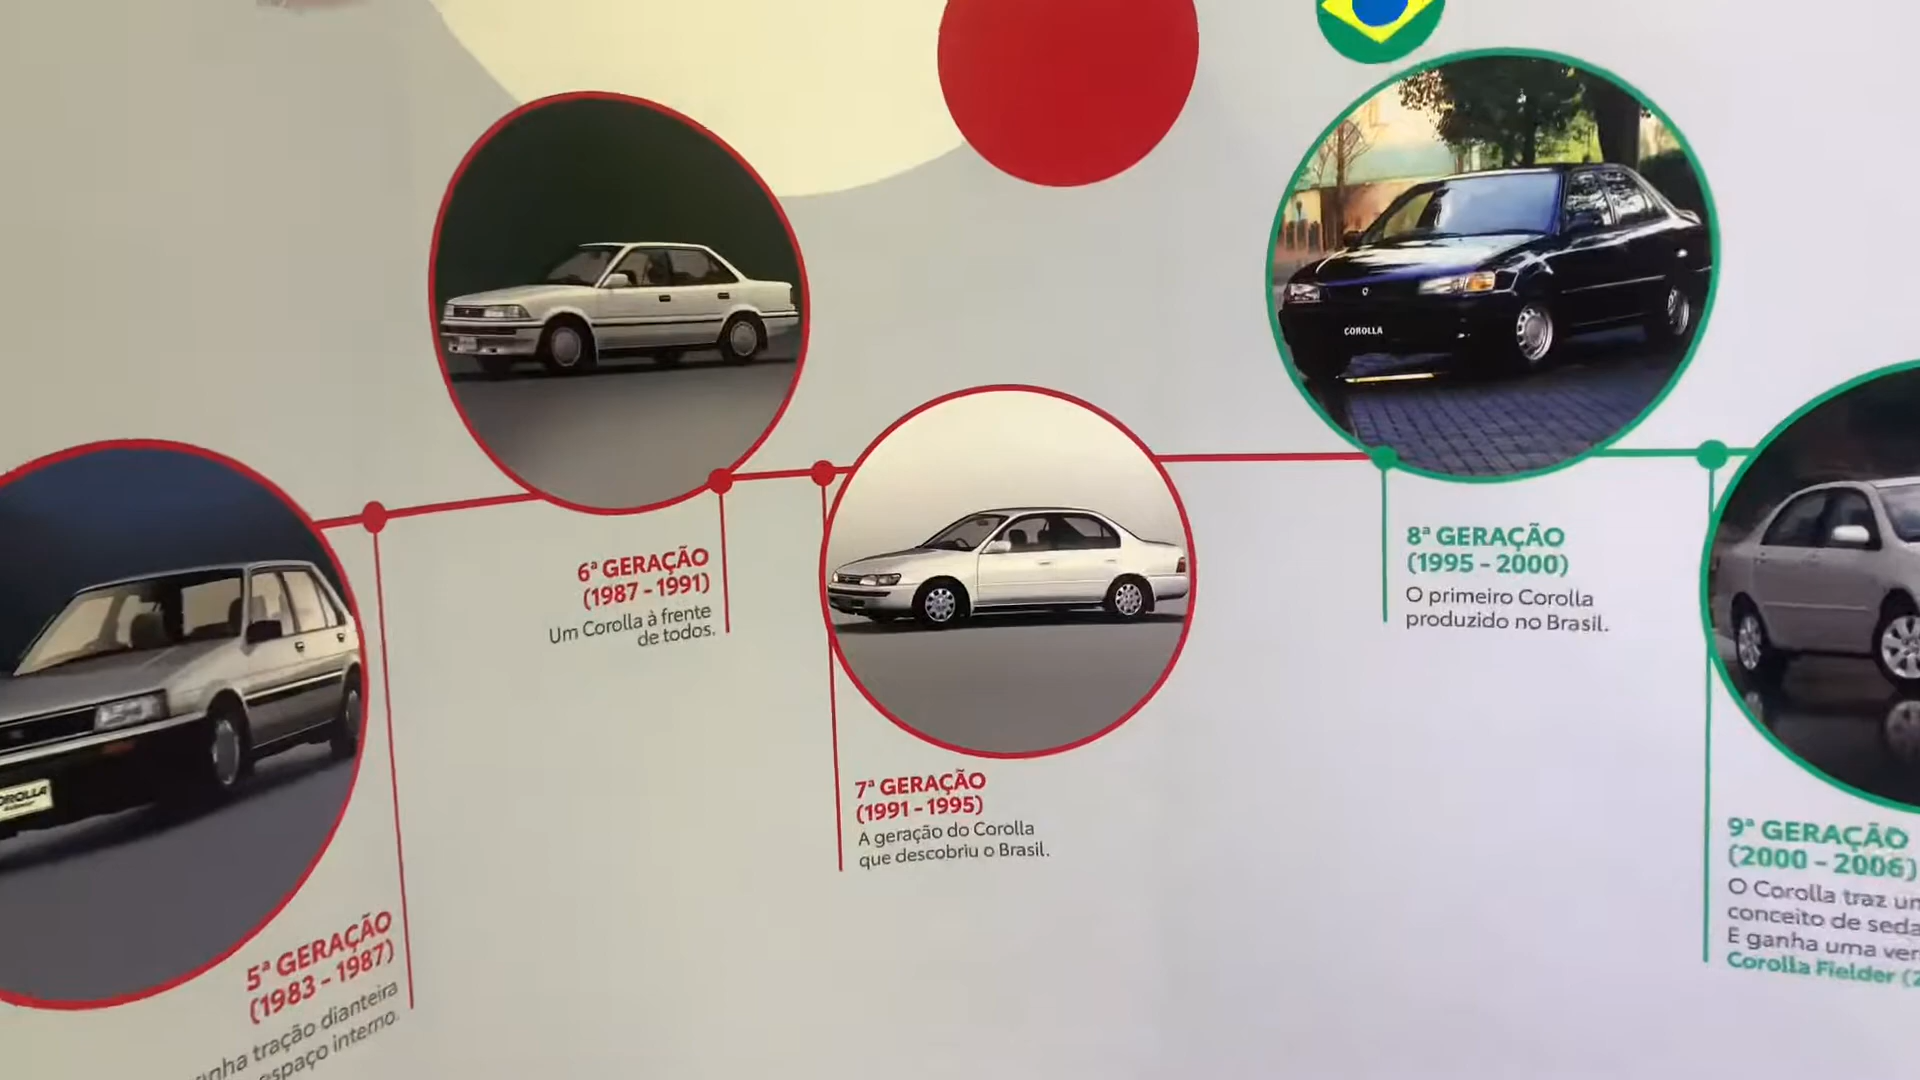 COROLLA
6ª GERAÇÃO
(1987 - 1991)
Um Corolla à frente
de todos.
8ª GERAÇÃO
(1995 - 2000)
O primeiro Corolla
produzido no Brasil.
7ª GERAÇÃO
(1991 - 1995)
A geração do Corolla
que descobriu o Brasil.
5ª GERAÇÃO
(1983 - 1987)
tração dianteira
espaço interno.
9ª GERAÇÃO
(2000 - 2006)
O Corolla traz
conceito de
E ganha uma
Corolla Fielder